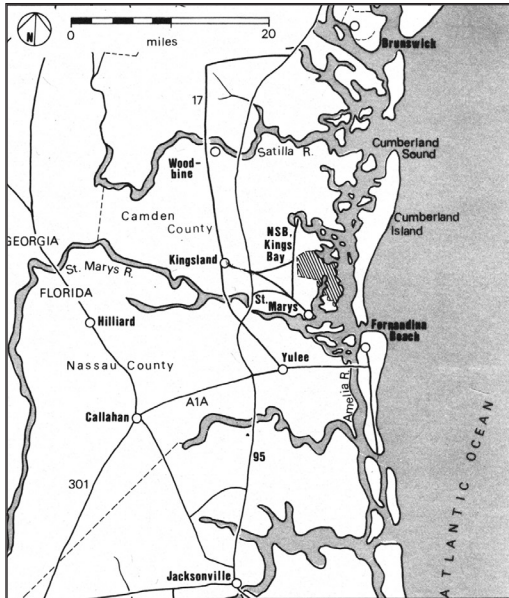 N
0
20
miles
Brunswick
17
Satilla R.
Cumberland
Sound
Wood-
bine
Camden
County
Cumberland
Island
NSB,
Kings
Bay
GEORGIA
Kingsland
St. Marys R.
FLORIDA
St.
Marys
Hilliard
Fernandina
Beach
Nassau County
Yulee
Amelia R.
A1A
Callahan
95
301
ATLANTIC OCEAN
Jacksonville